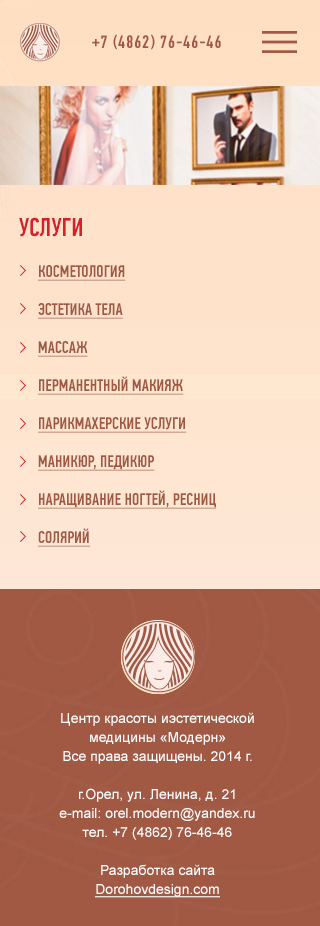 +7 (4862) 76-46-46
УСЛУГИ
КОСМЕТОЛОГИЯ
ЭСТЕТИКА ТЕЛА
МАССАЖ
ПЕРМАНЕНТНЫЙ МАКИЯЖ
ПАРИКМАХЕРСКИЕ УСЛУГИ
МАНИКЮР, ПЕДИКЮР
НАРАЩИВАНИЕ НОГТЕЙ, РЕСНИЦ
СОЛЯРИЙ
Центр красоты иэстетической
медицины «Модерн»
Все права защищены. 2014 г.
г.Орел, ул. Ленина, д. 21
e-mail: orel.modern@yandex.ru
тел. +7 (4862) 76-46-46
Разработка сайта
Dorohovdesign.com